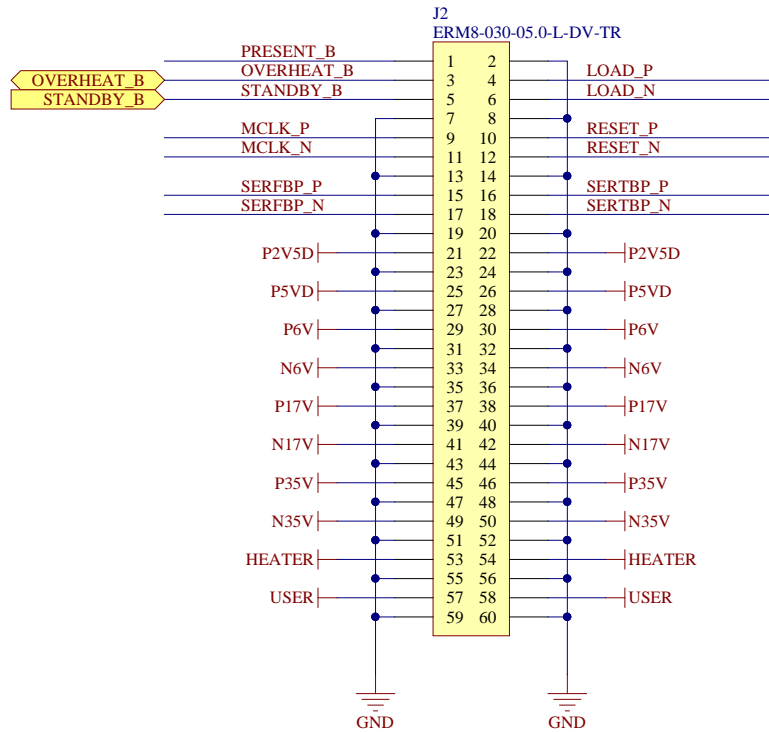 J2
ERM8-030-05.0-L-DV-TR
PRESENT_B 1 2
OVERHEAT_B OVERHEAT_B 3 4 LOAD_P
STANDBY_B STANDBY_B 5 6 LOAD_N
7 8
MCLK_P 9 10 RESET_P
MCLK_N 11 12 RESET_N
13 14
SERFBP_P 15 16 SERTBP_P
SERFBP_N 17 18 SERTBP_N
19 20
P2V5D 21 22 P2V5D
23 24
P5VD 25 26 P5VD
27 28
P6V 29 30 P6V
31 32
N6V 33 34 N6V
35 36
P17V 37 38 P17V
39 40
N17V 41 42 N17V
43 44
P35V 45 46 P35V
47 48
N35V 49 50 N35V
51 52
HEATER 53 54 HEATER
55 56
USER 57 58 USER
59 60
GND GND